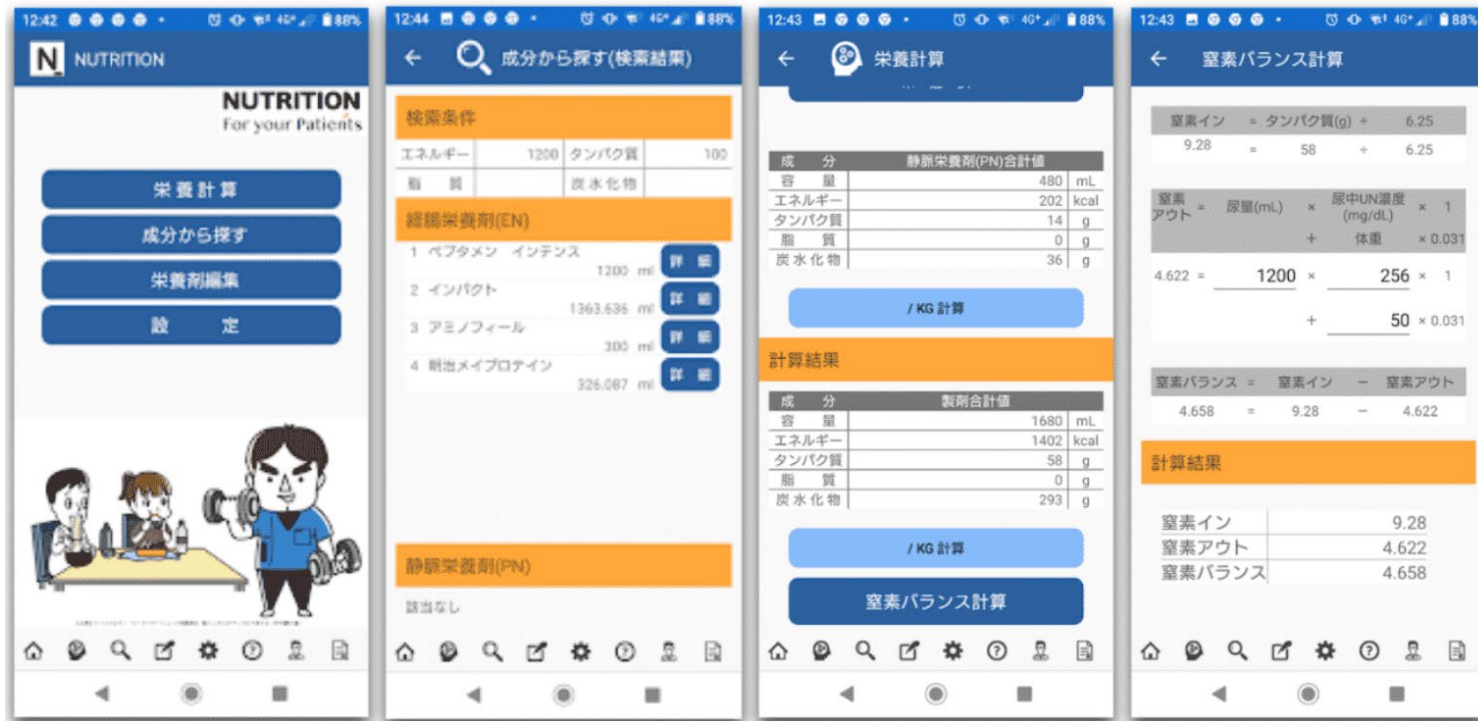 12:42
4G+ 88%
N NUTRITION
NUTRITION
For your Patients
栄養計算
成分から探す
栄養剤編集
設 定
12:44
4G+ 88%
← 成分から探す(検索結果)
検索条件
エネルギー 1200 タンパク質 100
脂 質 炭水化物
経腸栄養剤(EN)
1 ペプタメン インテンス
1200 ml 詳 細
2 インパクト
1363.636 ml 詳 細
3 アミノフィール
300 ml 詳 細
4 明治メイプロテイン
326.087 ml 詳 細
静脈栄養剤(PN)
該当なし
12:43
4G+ 88%
← 栄養計算
成 分 静脈栄養剤(PN)合計値
容 量 480 mL
エネルギー 202 kcal
タンパク質 14 g
脂 質 0 g
炭水化物 36 g
/ KG 計算
計算結果
成 分 製剤合計値
容 量 1680 mL
エネルギー 1402 kcal
タンパク質 58 g
脂 質 0 g
炭水化物 293 g
/ KG 計算
窒素バランス計算
12:43
4G+ 88%
← 窒素バランス計算
窒素イン = タンパク質(g) ÷ 6.25
9.28 = 58 ÷ 6.25
窒素アウト = 尿量(mL) × 尿中UN濃度(mg/dL) × 1
+ 体重 × 0.031
4.622 = 1200 × 256 × 1
+ 50 × 0.031
窒素バランス = 窒素イン − 窒素アウト
4.658 = 9.28 − 4.622
計算結果
窒素イン 9.28
窒素アウト 4.622
窒素バランス 4.658